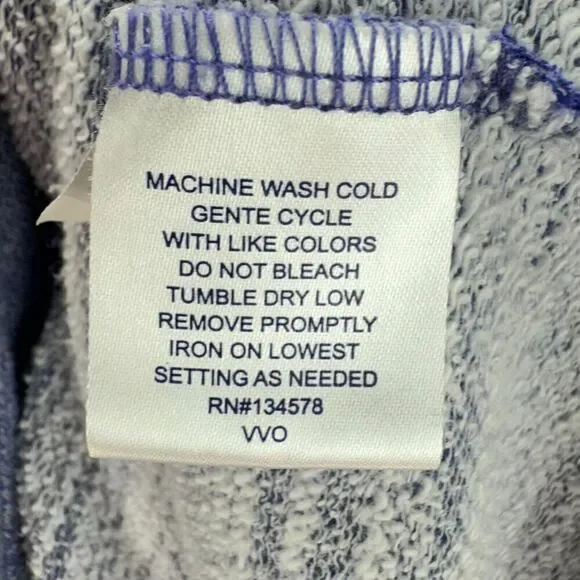 MACHINE WASH COLD
GENTE CYCLE
WITH LIKE COLORS
DO NOT BLEACH
TUMBLE DRY LOW
REMOVE PROMPTLY
IRON ON LOWEST
SETTING AS NEEDED
RN#134578
VVO